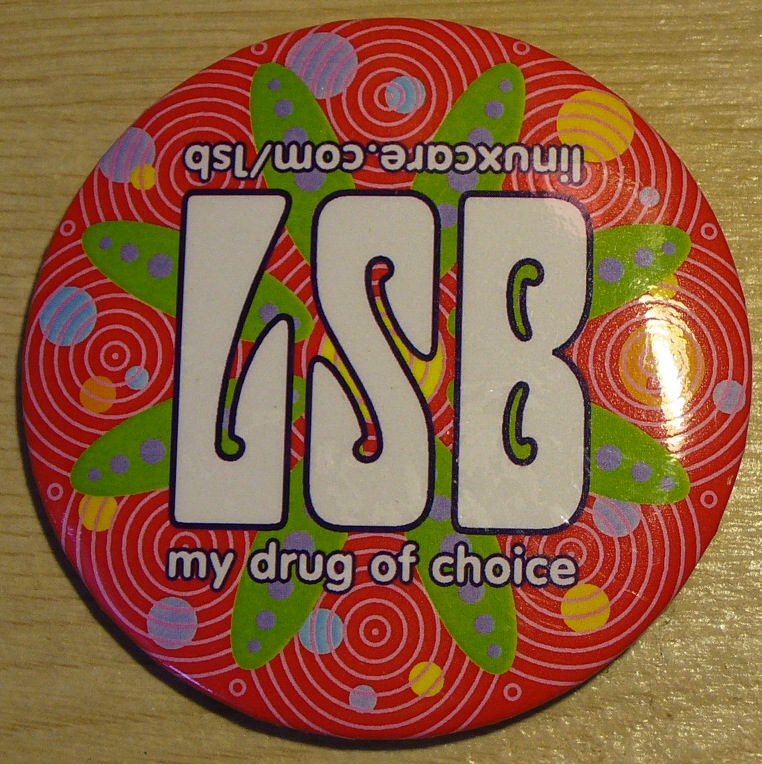 linuxcare.com/lsb
LSB
my drug of choice